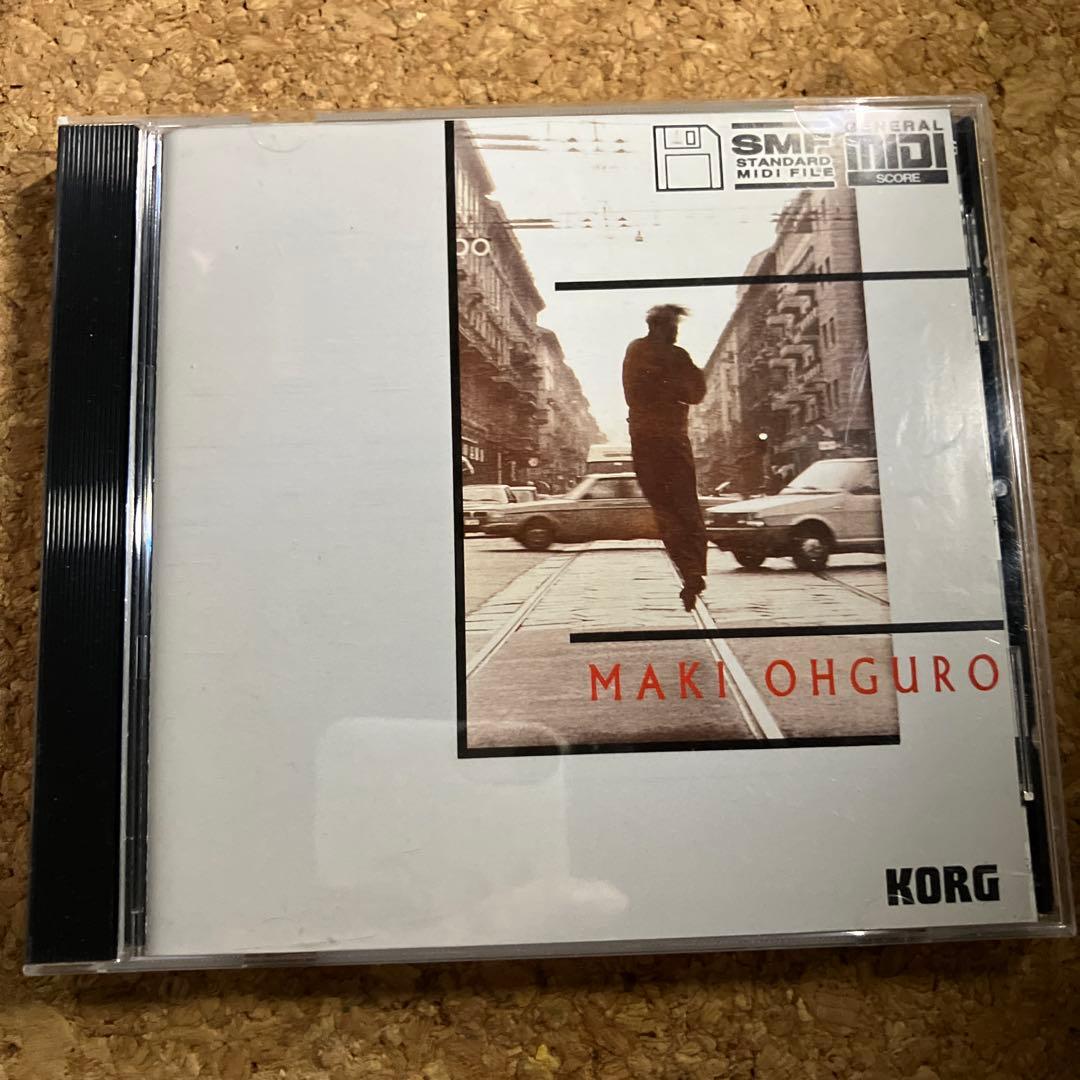 SMF
STANDARD
MIDI FILE
GENERAL
MIDI
SCORE
MAKI OHGURO
KORG